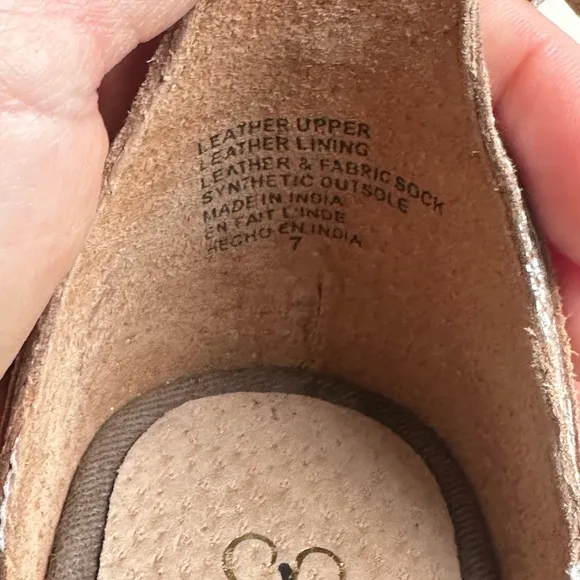 LEATHER UPPER
LEATHER LINING
LEATHER & FABRIC SOCK
SYNTHETIC OUTSOLE
MADE IN INDIA
EN FAIT L'INDE
HECHO EN INDIA
7